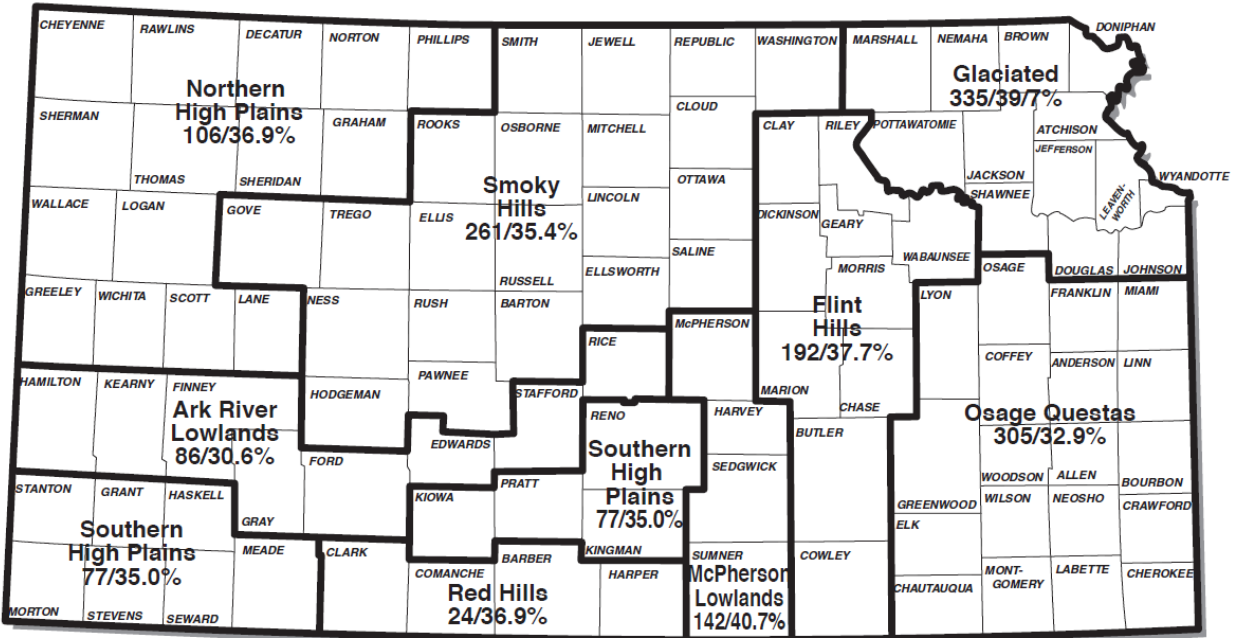 CHEYENNE
RAWLINS
DECATUR
NORTON
PHILLIPS
SMITH
JEWELL
REPUBLIC
WASHINGTON
MARSHALL
NEMAHA
BROWN
DONIPHAN
Northern
High Plains
106/36.9%
Glaciated
335/39/7%
SHERMAN
THOMAS
SHERIDAN
GRAHAM
ROOKS
OSBORNE
MITCHELL
CLOUD
CLAY
RILEY
POTTAWATOMIE
JACKSON
ATCHISON
JEFFERSON
LEAVEN-
WORTH
WYANDOTTE
WALLACE
LOGAN
GOVE
TREGO
ELLIS
Smoky
Hills
261/35.4%
RUSSELL
LINCOLN
OTTAWA
SALINE
ELLSWORTH
DICKINSON
GEARY
MORRIS
WABAUNSEE
SHAWNEE
OSAGE
DOUGLAS
JOHNSON
GREELEY
WICHITA
SCOTT
LANE
NESS
RUSH
BARTON
RICE
McPHERSON
Flint
Hills
192/37.7%
MARION
CHASE
LYON
FRANKLIN
MIAMI
COFFEY
ANDERSON
LINN
HAMILTON
KEARNY
FINNEY
Ark River
Lowlands
86/30.6%
HODGEMAN
PAWNEE
STAFFORD
EDWARDS
FORD
GRAY
RENO
Southern
High
Plains
77/35.0%
KINGMAN
HARVEY
SEDGWICK
BUTLER
Osage Questas
305/32.9%
GREENWOOD
WOODSON
ALLEN
BOURBON
STANTON
GRANT
HASKELL
Southern
High Plains
77/35.0%
MORTON
STEVENS
SEWARD
MEADE
CLARK
KIOWA
PRATT
COMANCHE
BARBER
HARPER
Red Hills
24/36.9%
SUMNER
McPherson
Lowlands
142/40.7%
COWLEY
ELK
CHAUTAUQUA
WILSON
NEOSHO
CRAWFORD
MONT-
GOMERY
LABETTE
CHEROKEE